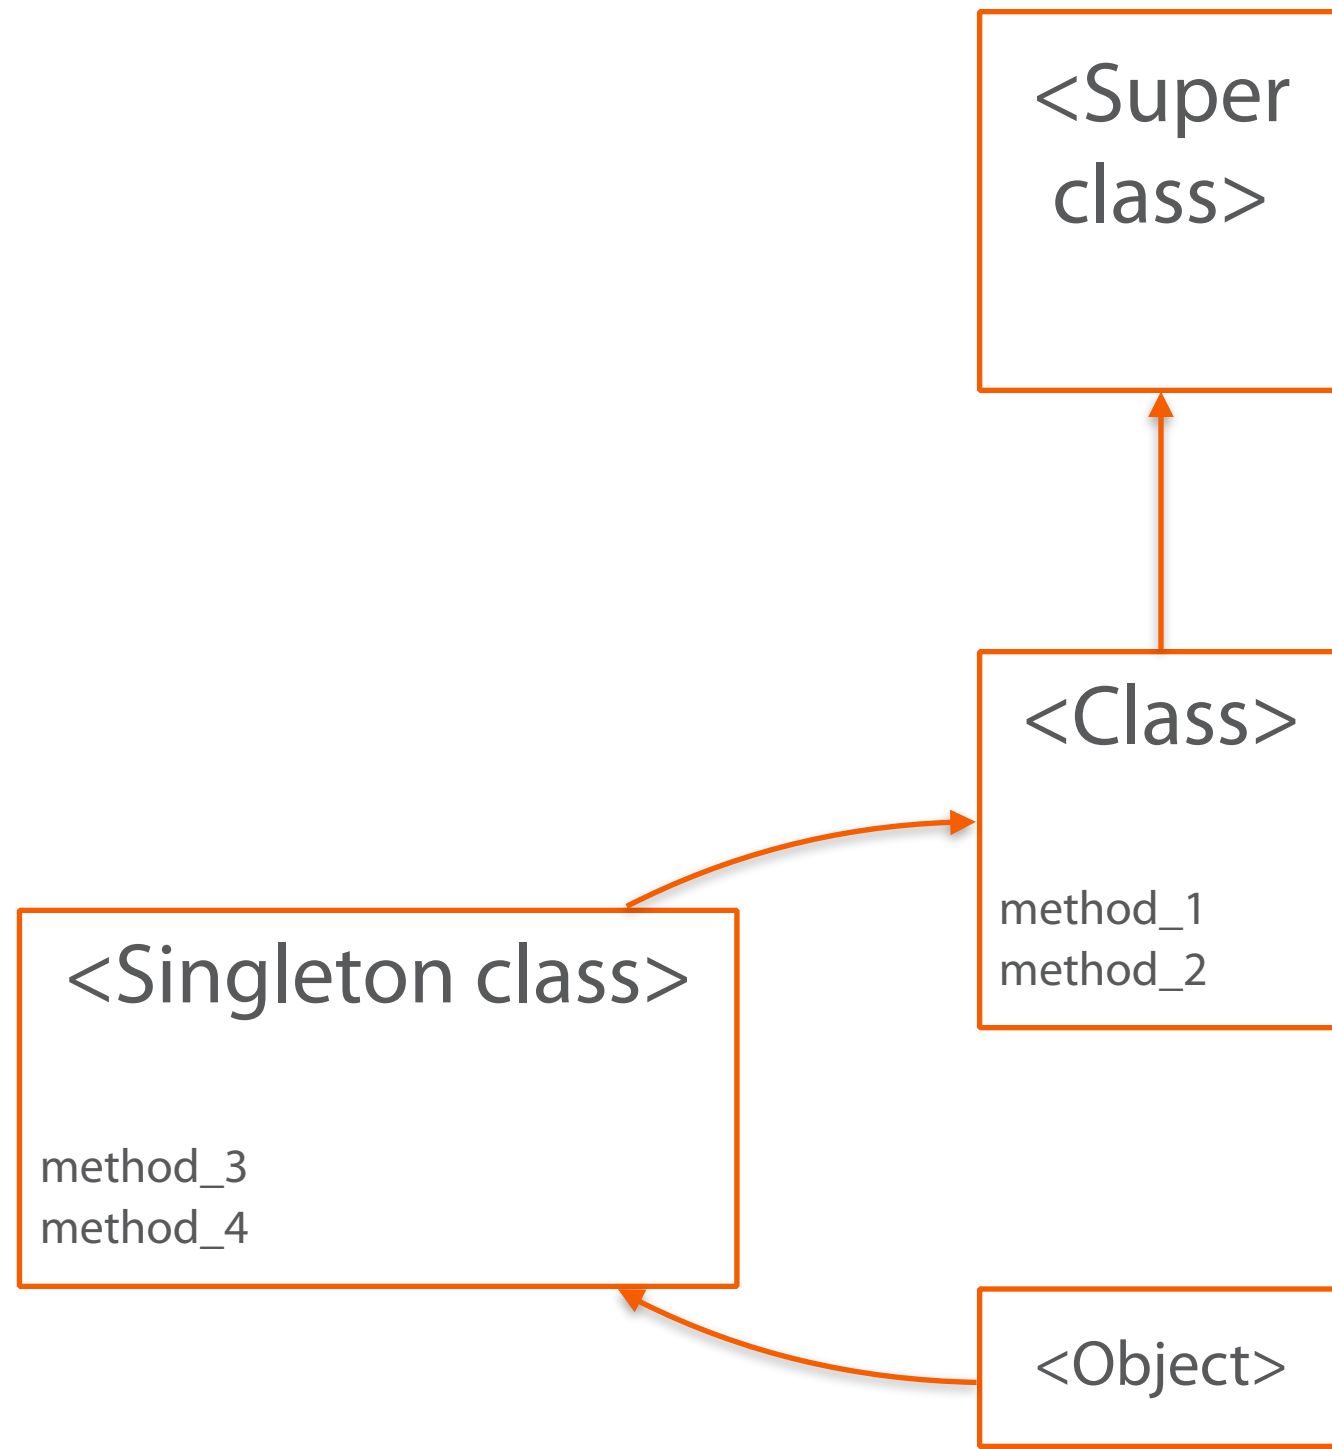 <Super
class>
<Class>
method_1
method_2
<Singleton class>
method_3
method_4
<Object>